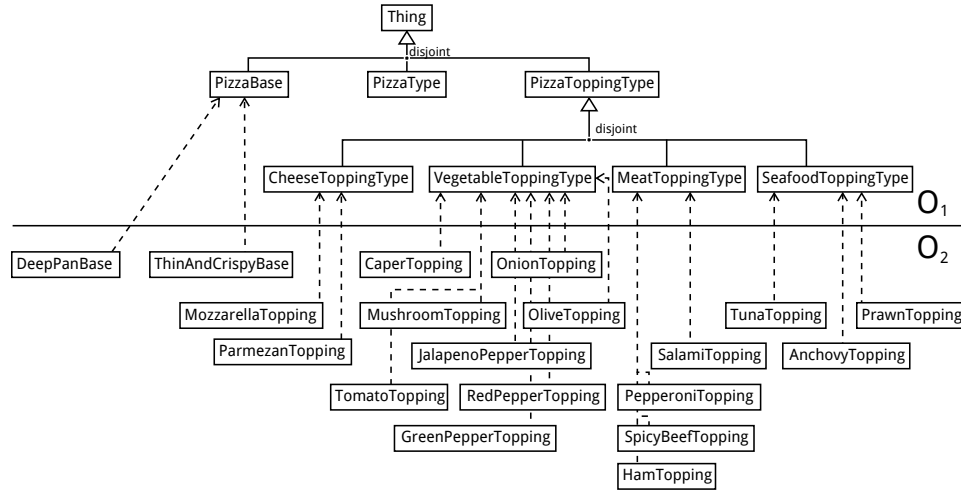 Thing
disjoint
PizzaBase
PizzaType
PizzaToppingType
disjoint
CheeseToppingType
VegetableToppingType
MeatToppingType
SeafoodToppingType
O1
O2
DeepPanBase
ThinAndCrispyBase
CaperTopping
OnionTopping
MozzarellaTopping
MushroomTopping
OliveTopping
TunaTopping
PrawnTopping
ParmezanTopping
JalapenoPepperTopping
SalamiTopping
AnchovyTopping
TomatoTopping
RedPepperTopping
PepperoniTopping
GreenPepperTopping
SpicyBeefTopping
HamTopping